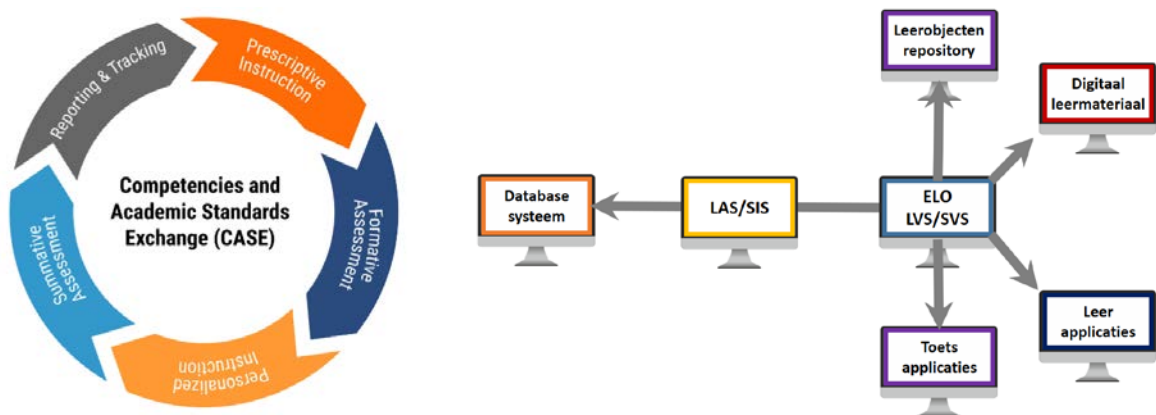 Reporting & Tracking
Prescriptive
Instruction
Formative
Assessment
Personalized
Instruction
Summative
Assessment
Competencies and
Academic Standards
Exchange (CASE)
Leerobjecten
repository
Digitaal
leermateriaal
Database
systeem
LAS/SIS
ELO
LVS/SVS
Leer
applicaties
Toets
applicaties